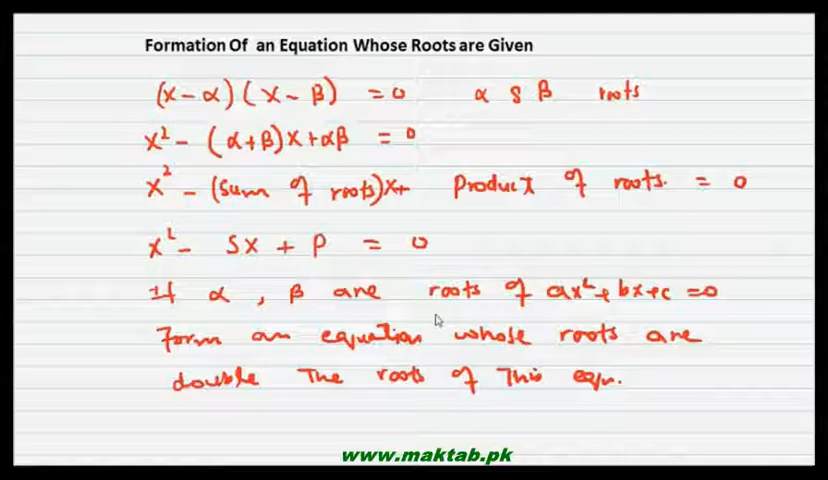 Formation Of an Equation Whose Roots are Given
(x-α)(x-β) = 0 α & β roots
x² - (α+β)x+αβ = 0
x² - (sum of roots)x+ Product of roots. = 0
x² - Sx + P = 0
If α, β are roots of ax²+bx+c=0
Form an equation whose roots are
double The roots of This eqn.
www.maktab.pk